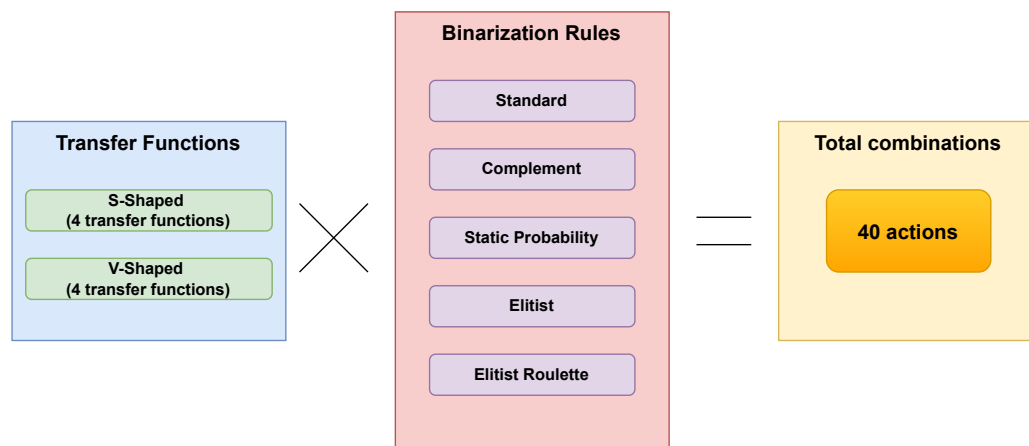 Transfer Functions
S-Shaped
(4 transfer functions)
V-Shaped
(4 transfer functions)
Binarization Rules
Standard
Complement
Static Probability
Elitist
Elitist Roulette
Total combinations
40 actions